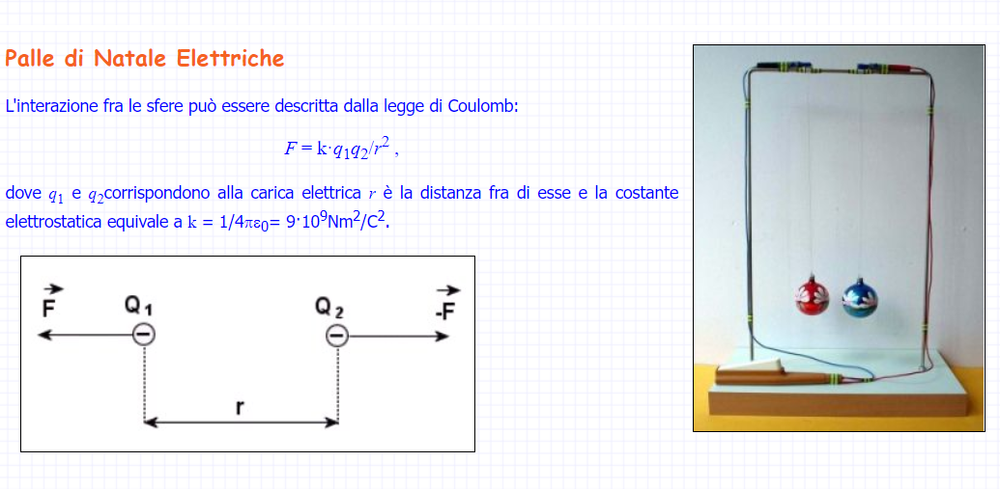 Palle di Natale Elettriche
L'interazione fra le sfere può essere descritta dalla legge di Coulomb:
F = k·q₁q₂/r² ,
dove q₁ e q₂corrispondono alla carica elettrica r è la distanza fra di esse e la costante
elettrostatica equivale a k = 1/4πε₀= 9·10⁹Nm²/C².
F Q₁ Q₂ -F
r